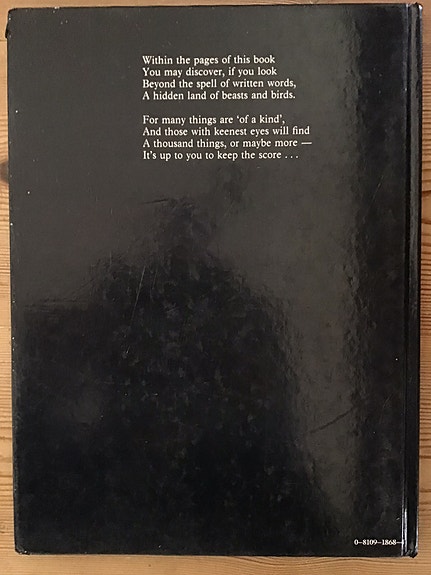 Within the pages of this book
You may discover, if you look
Beyond the spell of written words,
A hidden land of beasts and birds.
For many things are ‘of a kind’,
And those with keenest eyes will find
A thousand things, or maybe more —
It’s up to you to keep the score . . .
0–8109–1868–